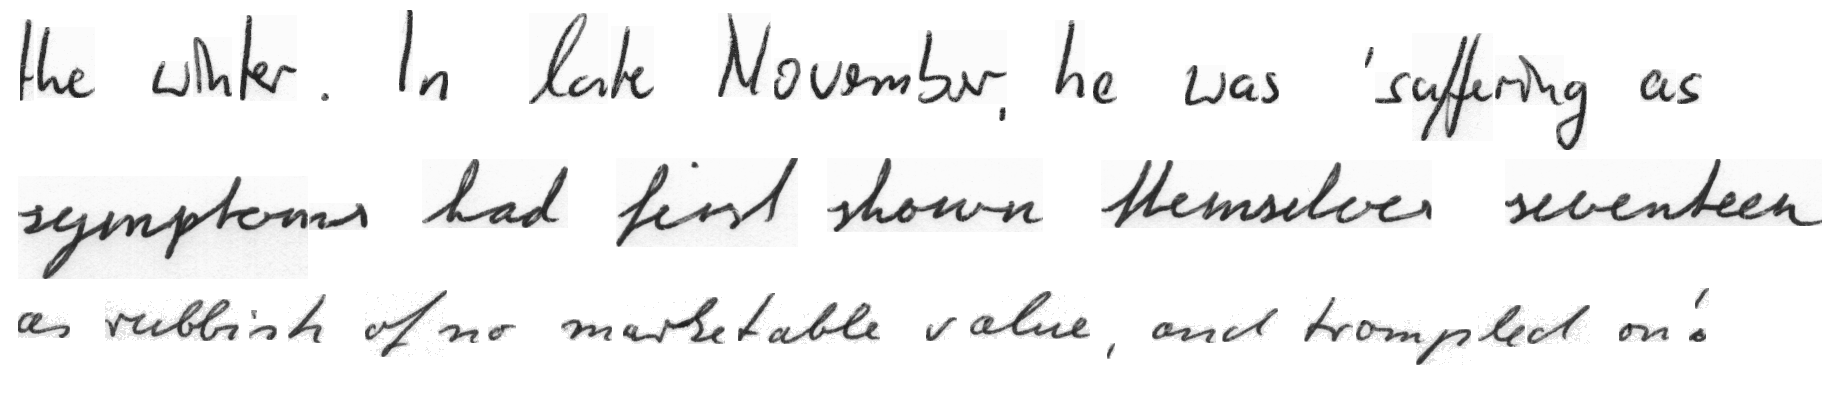 the winter. In late November, he was 'suffering as
symptoms had first shown themselves seventeen
as rubbish of no marketable value, and trampled on'.